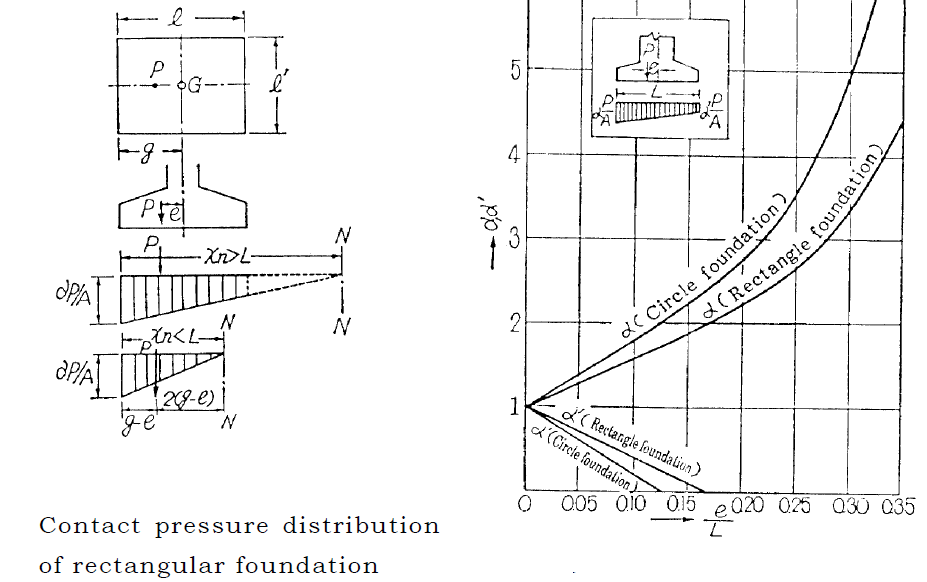 l
P
G
l'
g
P
e
P
N
xn>L
αP/A
N
xn<L
N
P
αP/A
2(g-e)
g-e
N
Contact pressure distribution
of rectangular foundation
P
e
L
α P/A
α' P/A
5
4
3
2
1
α,α'
α (Circle foundation)
α (Rectangle foundation)
α' (Rectangle foundation)
α' (Circle foundation)
0 0.05 0.10 0.15 0.20 0.25 0.30 0.35
e/L